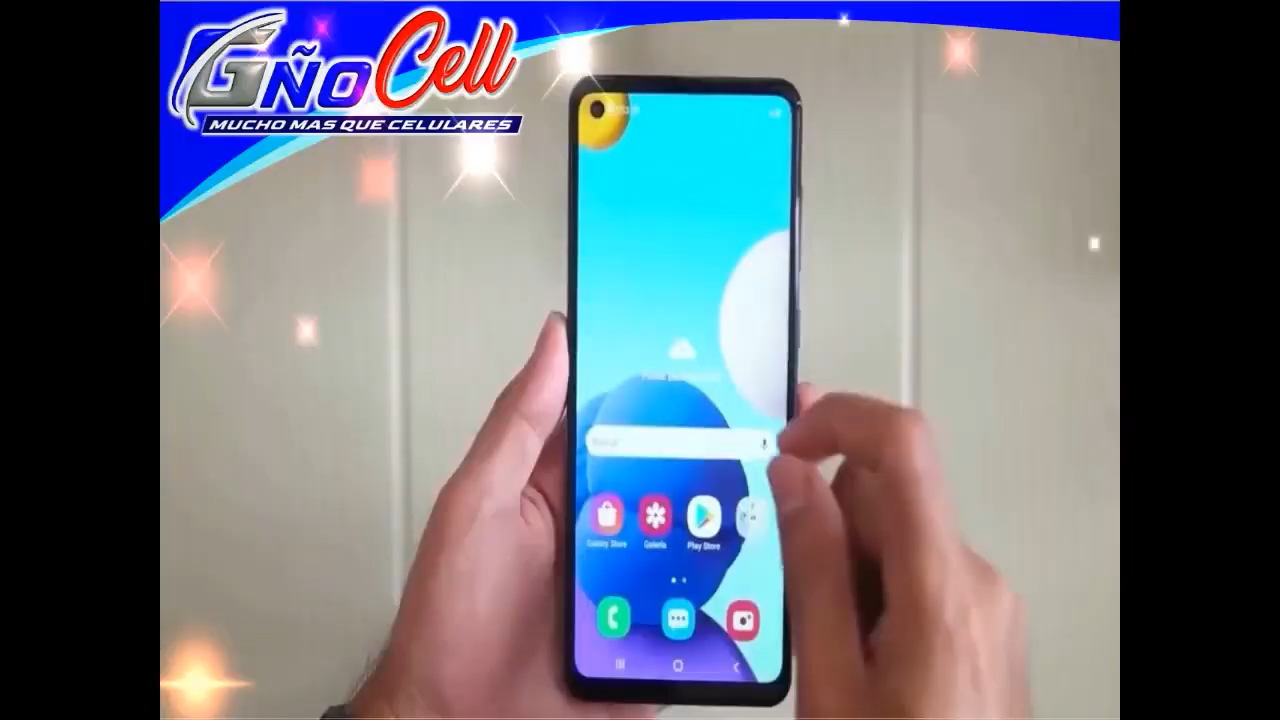 GÑOCell
MUCHO MAS QUE CELULARES
Galaxy Store
Galería
Play Store